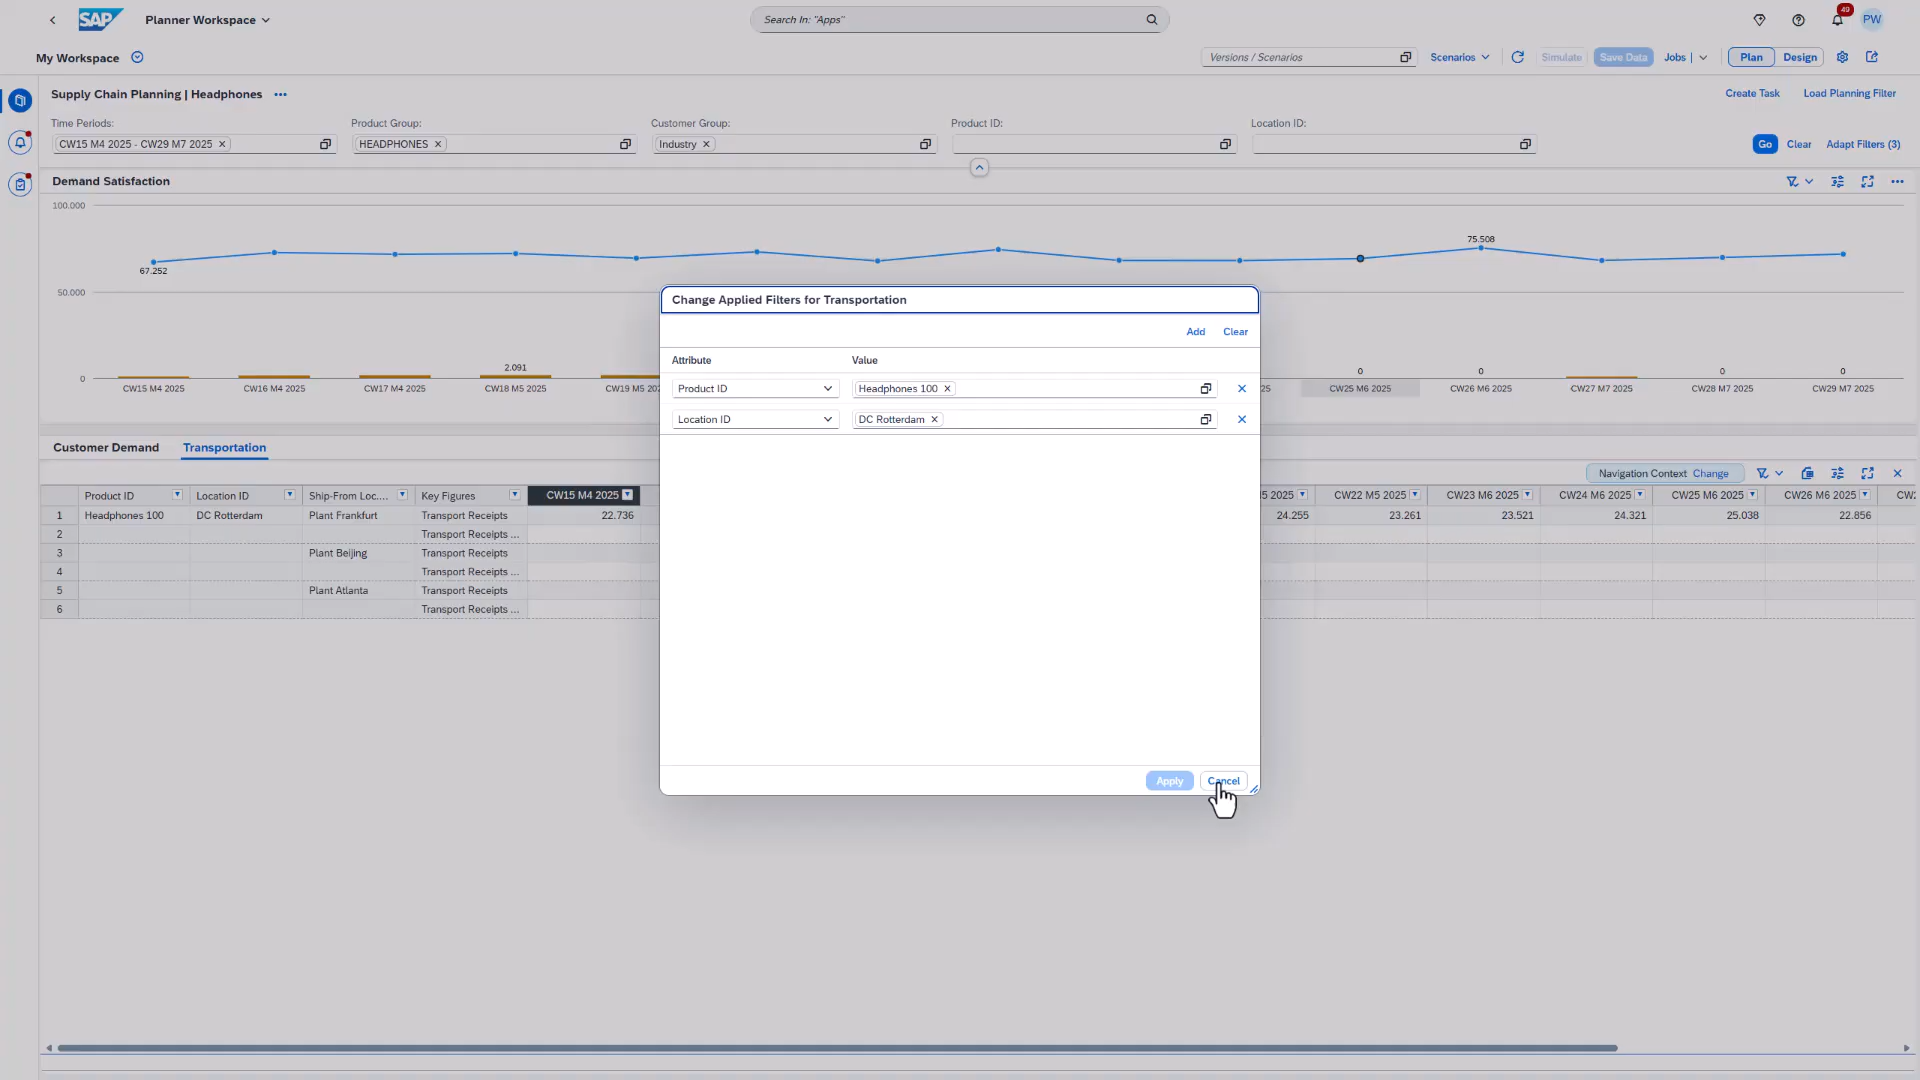 SAP Planner Workspace Search In: "Apps" 49 PW
My Workspace Versions / Scenarios Scenarios Simulate Save Data Jobs | Plan Design
Supply Chain Planning | Headphones Create Task Load Planning Filter
Time Periods: Product Group: Customer Group: Product ID: Location ID:
CW15 M4 2025 - CW29 M7 2025 HEADPHONES Industry Go Clear Adapt Filters (3)
Demand Satisfaction
100.000
75.508
67.252
50.000
Change Applied Filters for Transportation
Add Clear
Attribute Value
2.091 0 0 0 0
0
CW15 M4 2025 CW16 M4 2025 CW17 M4 2025 CW18 M5 2025 CW19 M5 202 25 CW25 M6 2025 CW26 M6 2025 CW27 M7 2025 CW28 M7 2025 CW29 M7 2025
Product ID Headphones 100
Location ID DC Rotterdam
Customer Demand Transportation
Navigation Context Change
Product ID Location ID Ship-From Loc.... Key Figures CW15 M4 2025 5 2025 CW22 M5 2025 CW23 M6 2025 CW24 M6 2025 CW25 M6 2025 CW26 M6 2025 CW2
1 Headphones 100 DC Rotterdam Plant Frankfurt Transport Receipts 22.736 24.255 23.261 23.521 24.321 25.038 22.856
2 Transport Receipts ...
3 Plant Beijing Transport Receipts
4 Transport Receipts ...
5 Plant Atlanta Transport Receipts
6 Transport Receipts ...
Apply Cancel